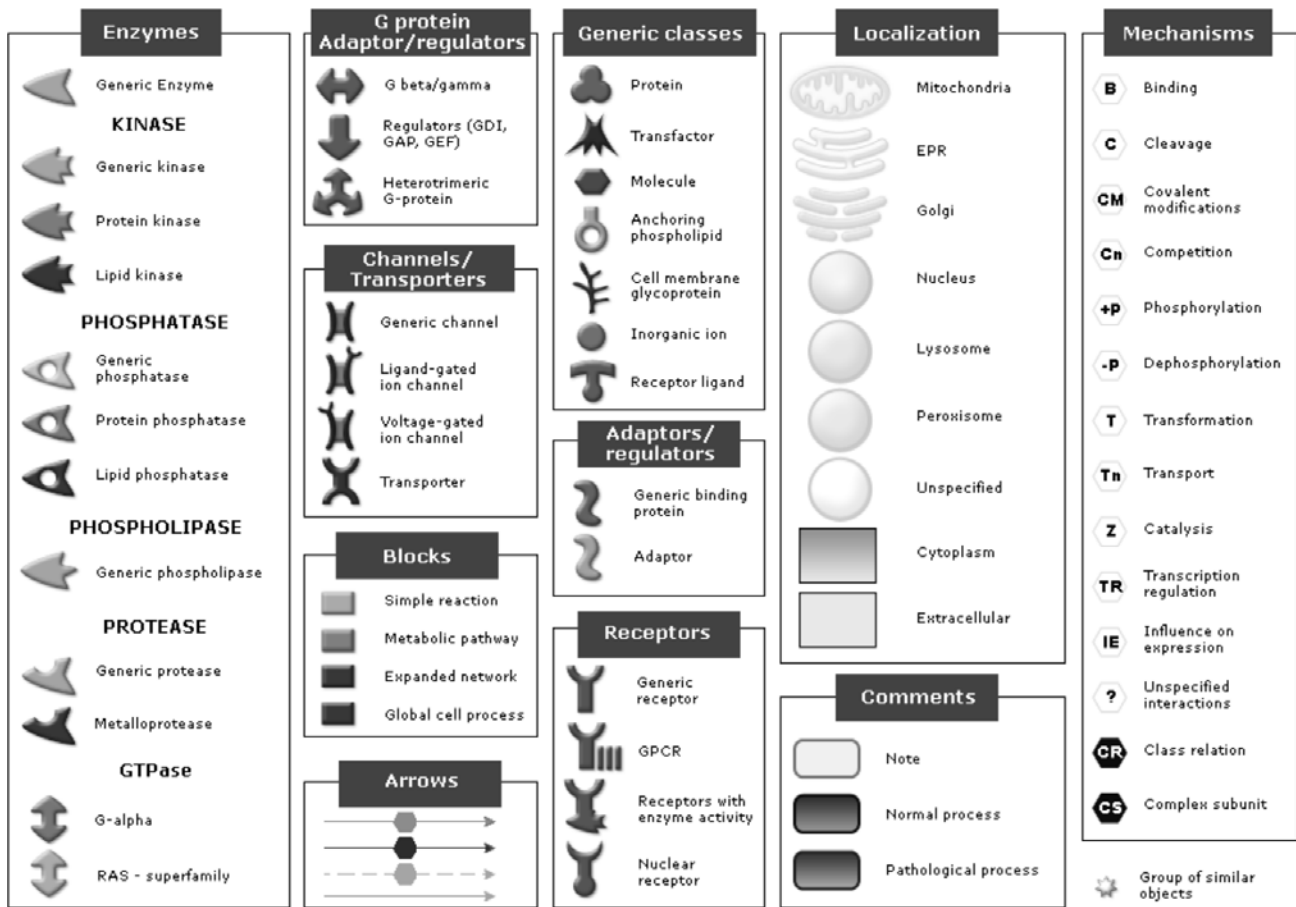 Enzymes
Generic Enzyme
KINASE
Generic kinase
Protein kinase
Lipid kinase
PHOSPHATASE
Generic
phosphatase
Protein phosphatase
Lipid phosphatase
PHOSPHOLIPASE
Generic phospholipase
PROTEASE
Generic protease
Metalloprotease
GTPase
G-alpha
RAS - superfamily
G protein
Adaptor/regulators
G beta/gamma
Regulators (GDI,
GAP, GEF)
Heterotrimeric
G-protein
Channels/
Transporters
Generic channel
Ligand-gated
ion channel
Voltage-gated
ion channel
Transporter
Blocks
Simple reaction
Metabolic pathway
Expanded network
Global cell process
Arrows
Generic classes
Protein
Transfactor
Molecule
Anchoring
phospholipid
Cell membrane
glycoprotein
Inorganic ion
Receptor ligand
Adaptors/
regulators
Generic binding
protein
Adaptor
Receptors
Generic
receptor
GPCR
Receptors with
enzyme activity
Nuclear
receptor
Localization
Mitochondria
EPR
Golgi
Nucleus
Lysosome
Peroxisome
Unspecified
Cytoplasm
Extracellular
Comments
Note
Normal process
Pathological process
Mechanisms
B Binding
C Cleavage
CM Covalent
modifications
Cn Competition
+P Phosphorylation
-P Dephosphorylation
T Transformation
Tn Transport
Z Catalysis
TR Transcription
regulation
IE Influence on
expression
? Unspecified
interactions
CR Class relation
CS Complex subunit
Group of similar
objects